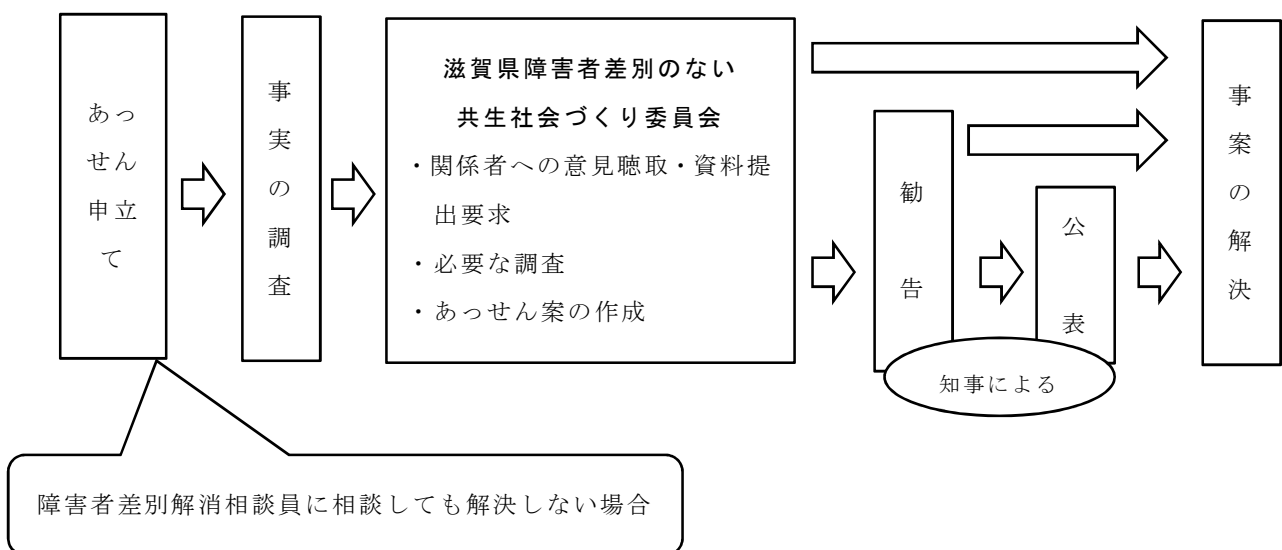 あっせん申立て
事実の調査
滋賀県障害者差別のない
共生社会づくり委員会
・関係者への意見聴取・資料提
出要求
・必要な調査
・あっせん案の作成
勧告
公表
知事による
事案の解決
障害者差別解消相談員に相談しても解決しない場合